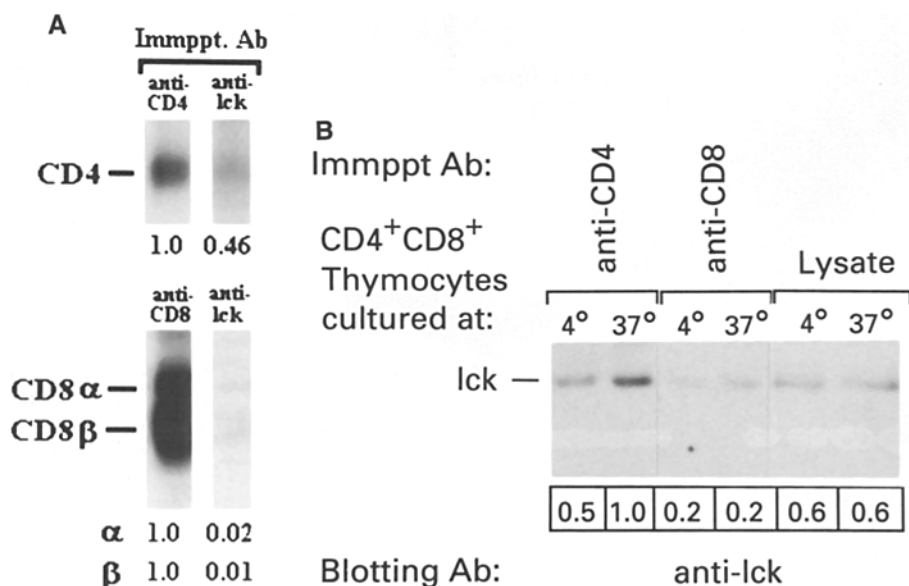 A
Immppt. Ab
anti-CD4 anti-lck
CD4
1.0 0.46
anti-CD8 anti-lck
CD8 α
CD8 β
α 1.0 0.02
β 1.0 0.01
B
Immppt Ab: anti-CD4 anti-CD8 Lysate
CD4+CD8+
Thymocytes
cultured at: 4° 37° 4° 37° 4° 37°
lck
0.5 1.0 0.2 0.2 0.6 0.6
Blotting Ab: anti-lck